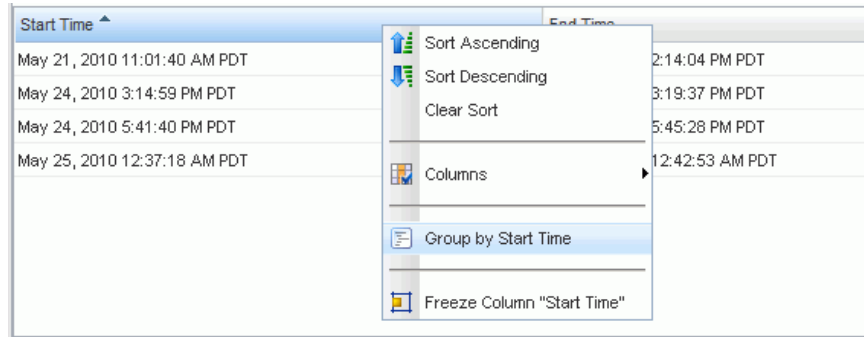 Start Time End Time
May 21, 2010 11:01:40 AM PDT 2:14:04 PM PDT
May 24, 2010 3:14:59 PM PDT 3:19:37 PM PDT
May 24, 2010 5:41:40 PM PDT 5:45:28 PM PDT
May 25, 2010 12:37:18 AM PDT 12:42:53 AM PDT
Sort Ascending
Sort Descending
Clear Sort
Columns
Group by Start Time
Freeze Column "Start Time"